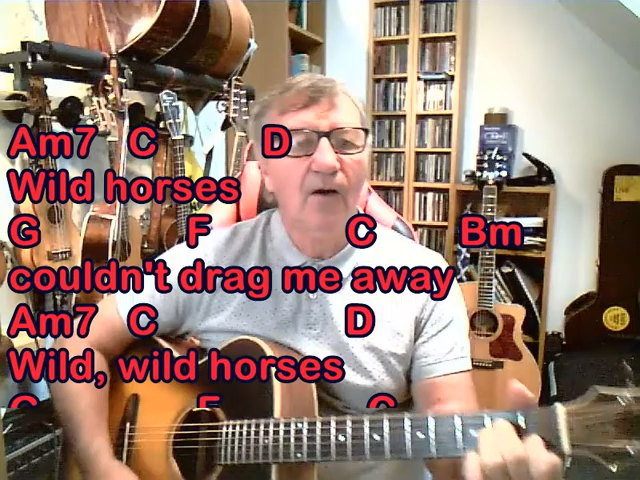 Am7 C D
Wild horses
G F C Bm
couldn't drag me away
Am7 C D
Wild, wild horses
G F C